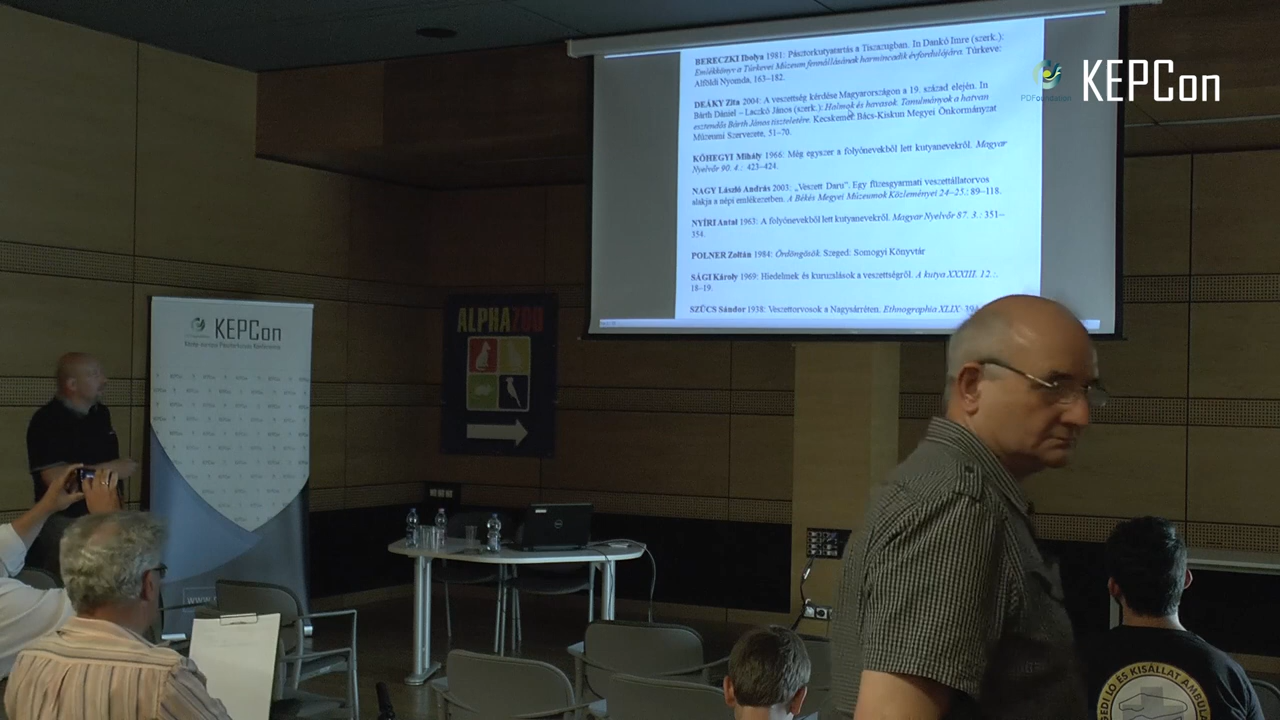 BERECZKI Ibolya 1981: Pásztorkutyatartás a Tiszazugban. In Dankó Imre (szerk.):
Emlékkönyv a Túrkevei Múzeum fennállásának harmincadik évfordulójára. Túrkeve:
Alföldi Nyomda, 163–182.
DEÁKY Zita 2004: A veszettség kérdése Magyarországon a 19. század elején. In
Bárth Dániel – Laczkó János (szerk.): Halmok és havasok. Tanulmányok a hatvan
esztendős Bárth János tiszteletére. Kecskemét: Bács-Kiskun Megyei Önkormányzat
Múzeumi Szervezete, 51–70.
KŐHEGYI Mihály 1966: Még egyszer a folyónevekből lett kutyanevekről. Magyar
Nyelvőr 90. 4.: 423–424.
NAGY László András 2003: „Veszett Daru”. Egy füzesgyarmati veszettállatorvos
alakja a népi emlékezetben. A Békés Megyei Múzeumok Közleményei 24–25.: 89–118.
NYÍRI Antal 1963: A folyónevekből lett kutyanevekről. Magyar Nyelvőr 87. 3.: 351–
354.
POLNER Zoltán 1984: Ördöngösök. Szeged: Somogyi Könyvtár
SÁGI Károly 1969: Hiedelmek és kuruzslások a veszettségről. A kutya XXXIII. 12.:
18–19.
SZŰCS Sándor 1938: Veszettorvosok a Nagysárréten. Ethnographia XLIX.
PDFoundation
KEPCon
KEPCon
ALPHAZOO
EDI LÓ ÉS KISÁLLAT AMBUL